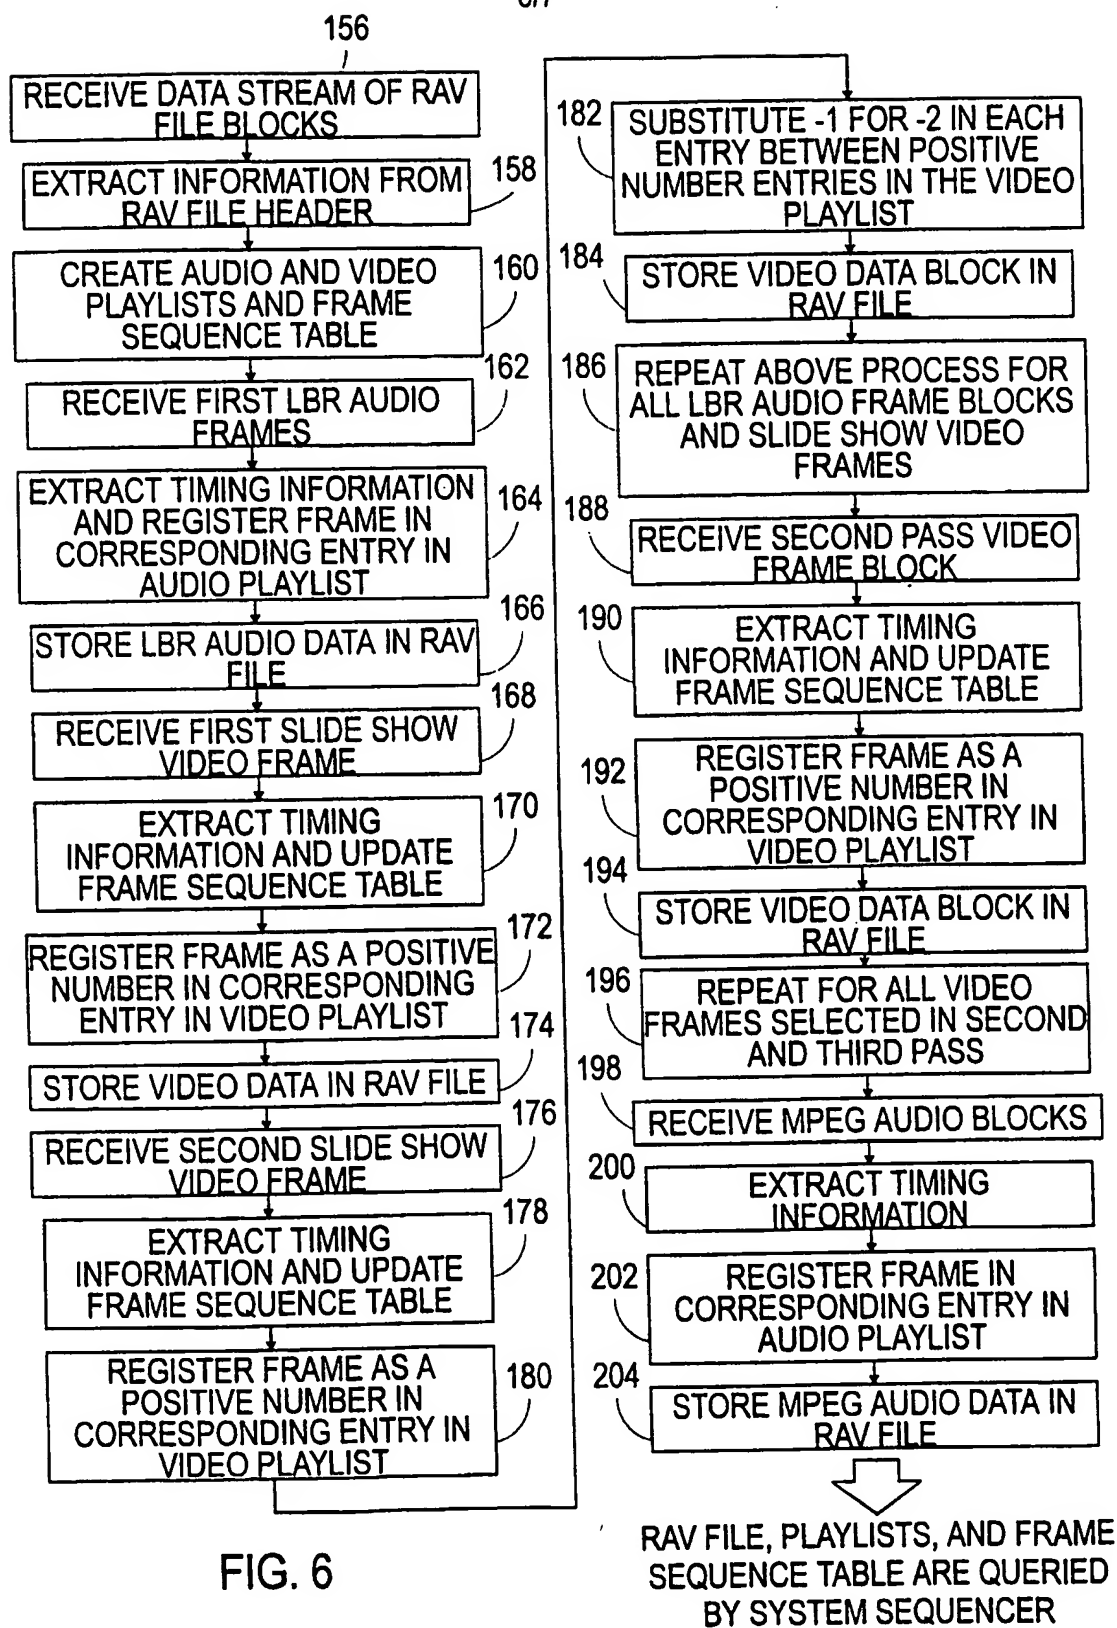 156
RECEIVE DATA STREAM OF RAV
FILE BLOCKS
EXTRACT INFORMATION FROM
RAV FILE HEADER
158
CREATE AUDIO AND VIDEO
PLAYLISTS AND FRAME
SEQUENCE TABLE
160
RECEIVE FIRST LBR AUDIO
FRAMES
162
EXTRACT TIMING INFORMATION
AND REGISTER FRAME IN
CORRESPONDING ENTRY IN
AUDIO PLAYLIST
164
STORE LBR AUDIO DATA IN RAV
FILE
166
RECEIVE FIRST SLIDE SHOW
VIDEO FRAME
168
EXTRACT TIMING
INFORMATION AND UPDATE
FRAME SEQUENCE TABLE
170
REGISTER FRAME AS A POSITIVE
NUMBER IN CORRESPONDING
ENTRY IN VIDEO PLAYLIST
172
STORE VIDEO DATA IN RAV FILE
174
RECEIVE SECOND SLIDE SHOW
VIDEO FRAME
176
EXTRACT TIMING
INFORMATION AND UPDATE
FRAME SEQUENCE TABLE
178
REGISTER FRAME AS A
POSITIVE NUMBER IN
CORRESPONDING ENTRY IN
VIDEO PLAYLIST
180
182
SUBSTITUTE -1 FOR -2 IN EACH
ENTRY BETWEEN POSITIVE
NUMBER ENTRIES IN THE VIDEO
PLAYLIST
184
STORE VIDEO DATA BLOCK IN
RAV FILE
186
REPEAT ABOVE PROCESS FOR
ALL LBR AUDIO FRAME BLOCKS
AND SLIDE SHOW VIDEO
FRAMES
188
RECEIVE SECOND PASS VIDEO
FRAME BLOCK
190
EXTRACT TIMING
INFORMATION AND UPDATE
FRAME SEQUENCE TABLE
192
REGISTER FRAME AS A
POSITIVE NUMBER IN
CORRESPONDING ENTRY IN
VIDEO PLAYLIST
194
STORE VIDEO DATA BLOCK IN
RAV FILE
196
REPEAT FOR ALL VIDEO
FRAMES SELECTED IN SECOND
AND THIRD PASS
198
RECEIVE MPEG AUDIO BLOCKS
200
EXTRACT TIMING
INFORMATION
202
REGISTER FRAME IN
CORRESPONDING ENTRY IN
AUDIO PLAYLIST
204
STORE MPEG AUDIO DATA IN
RAV FILE
RAV FILE, PLAYLISTS, AND FRAME
SEQUENCE TABLE ARE QUERIED
BY SYSTEM SEQUENCER
FIG. 6